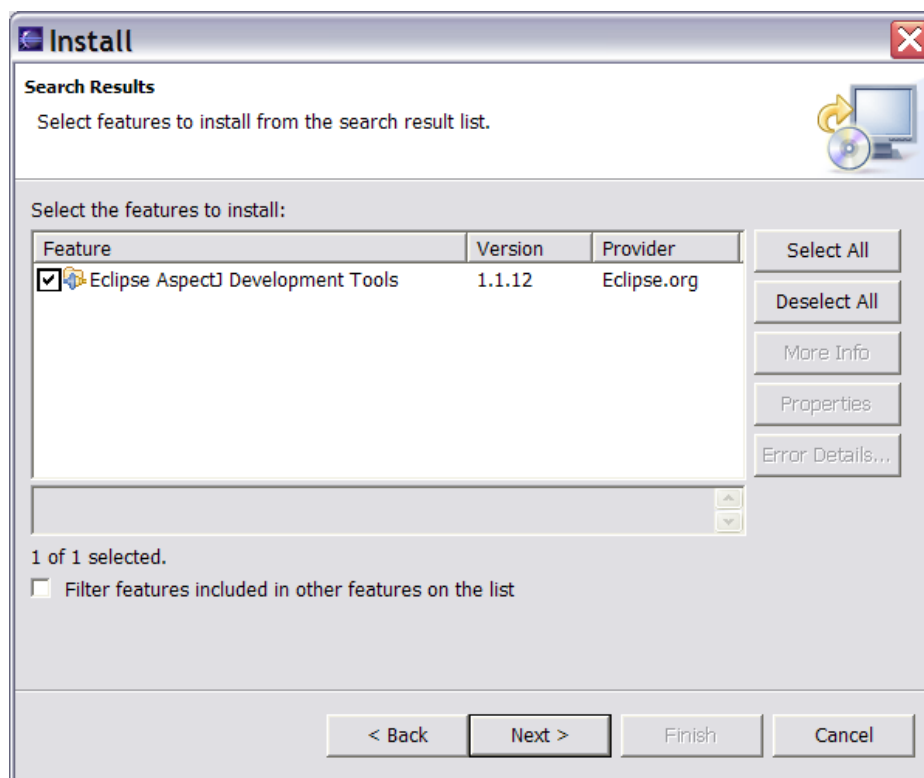 Install
Search Results
Select features to install from the search result list.
Select the features to install:
Feature Version Provider
Eclipse AspectJ Development Tools 1.1.12 Eclipse.org
Select All
Deselect All
More Info
Properties
Error Details...
1 of 1 selected.
Filter features included in other features on the list
< Back Next > Finish Cancel